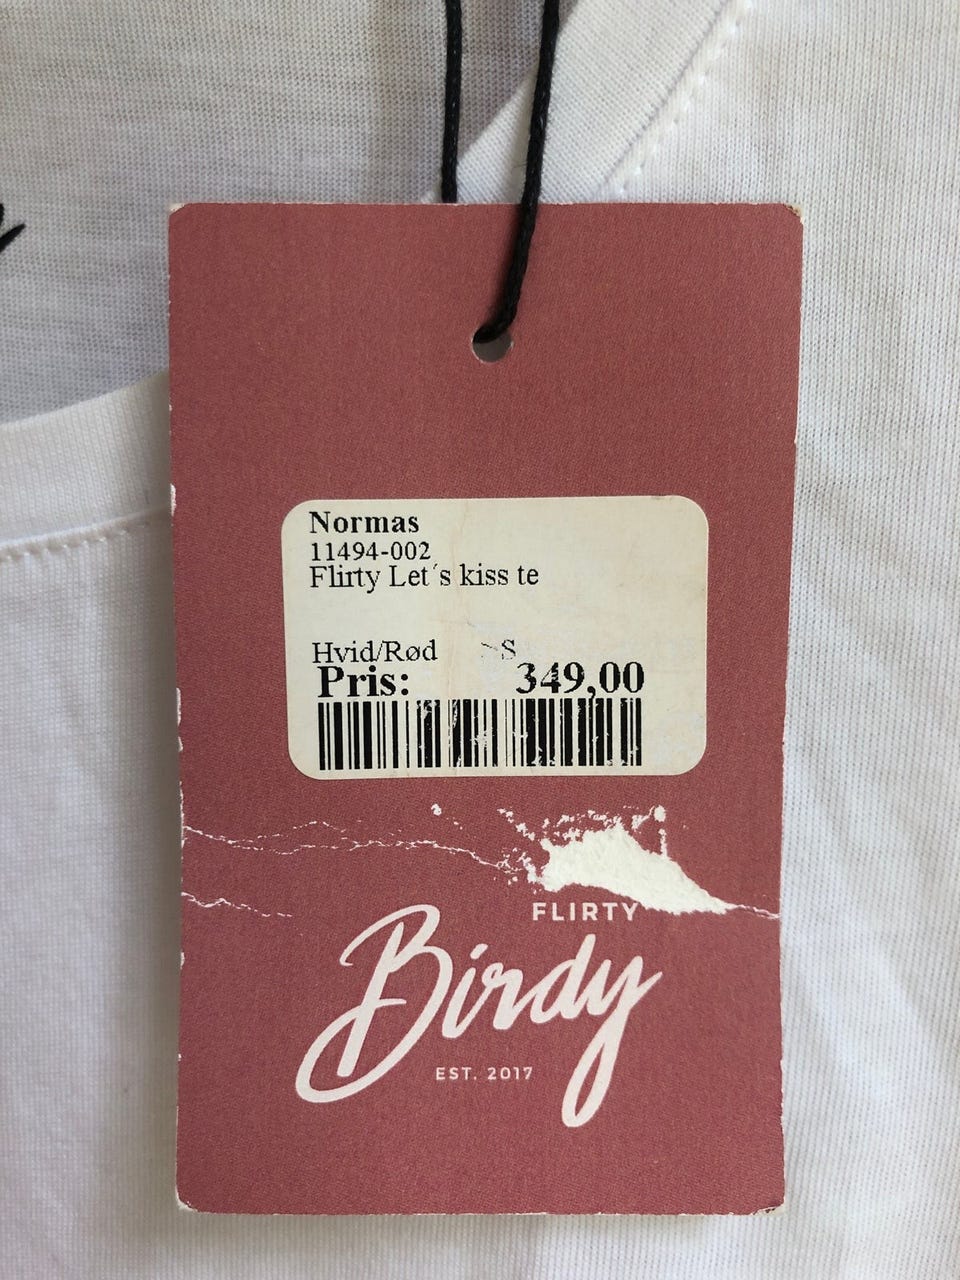 Normas
11494-002
Flirty Let´s kiss te
Hvid/Rød S
Pris: 349,00
FLIRTY
Birdy
EST. 2017